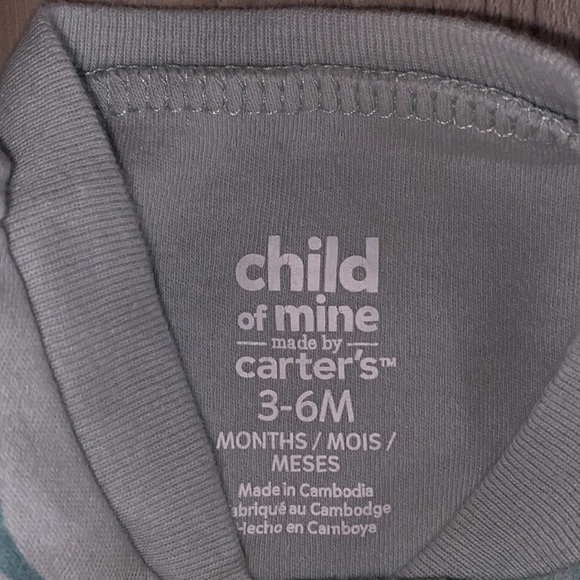 child
of mine
made by
carter's™
3-6M
MONTHS / MOIS /
MESES
Made in Cambodia
abriqué au Cambodge
Hecho en Camboya